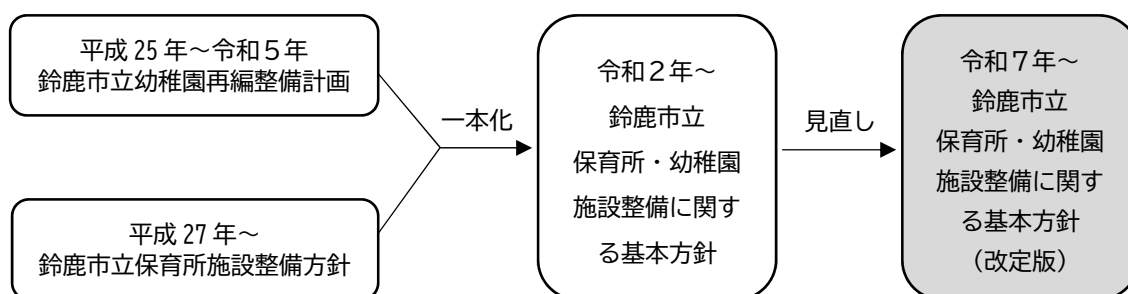 平成 25 年～令和５年
鈴鹿市立幼稚園再編整備計画
平成 27 年～
鈴鹿市立保育所施設整備方針
一本化
令和２年～
鈴鹿市立
保育所・幼稚園
施設整備に関す
る基本方針
見直し
令和７年～
鈴鹿市立
保育所・幼稚園
施設整備に関す
る基本方針
（改定版）